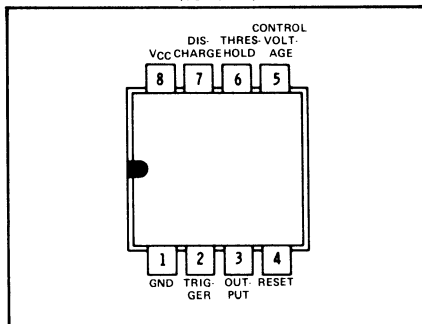 CONTROL
DIS- THRES- VOLT-
VCC CHARGE HOLD AGE
8 7 6 5
1 2 3 4
GND TRIG- OUT- RESET
GER PUT